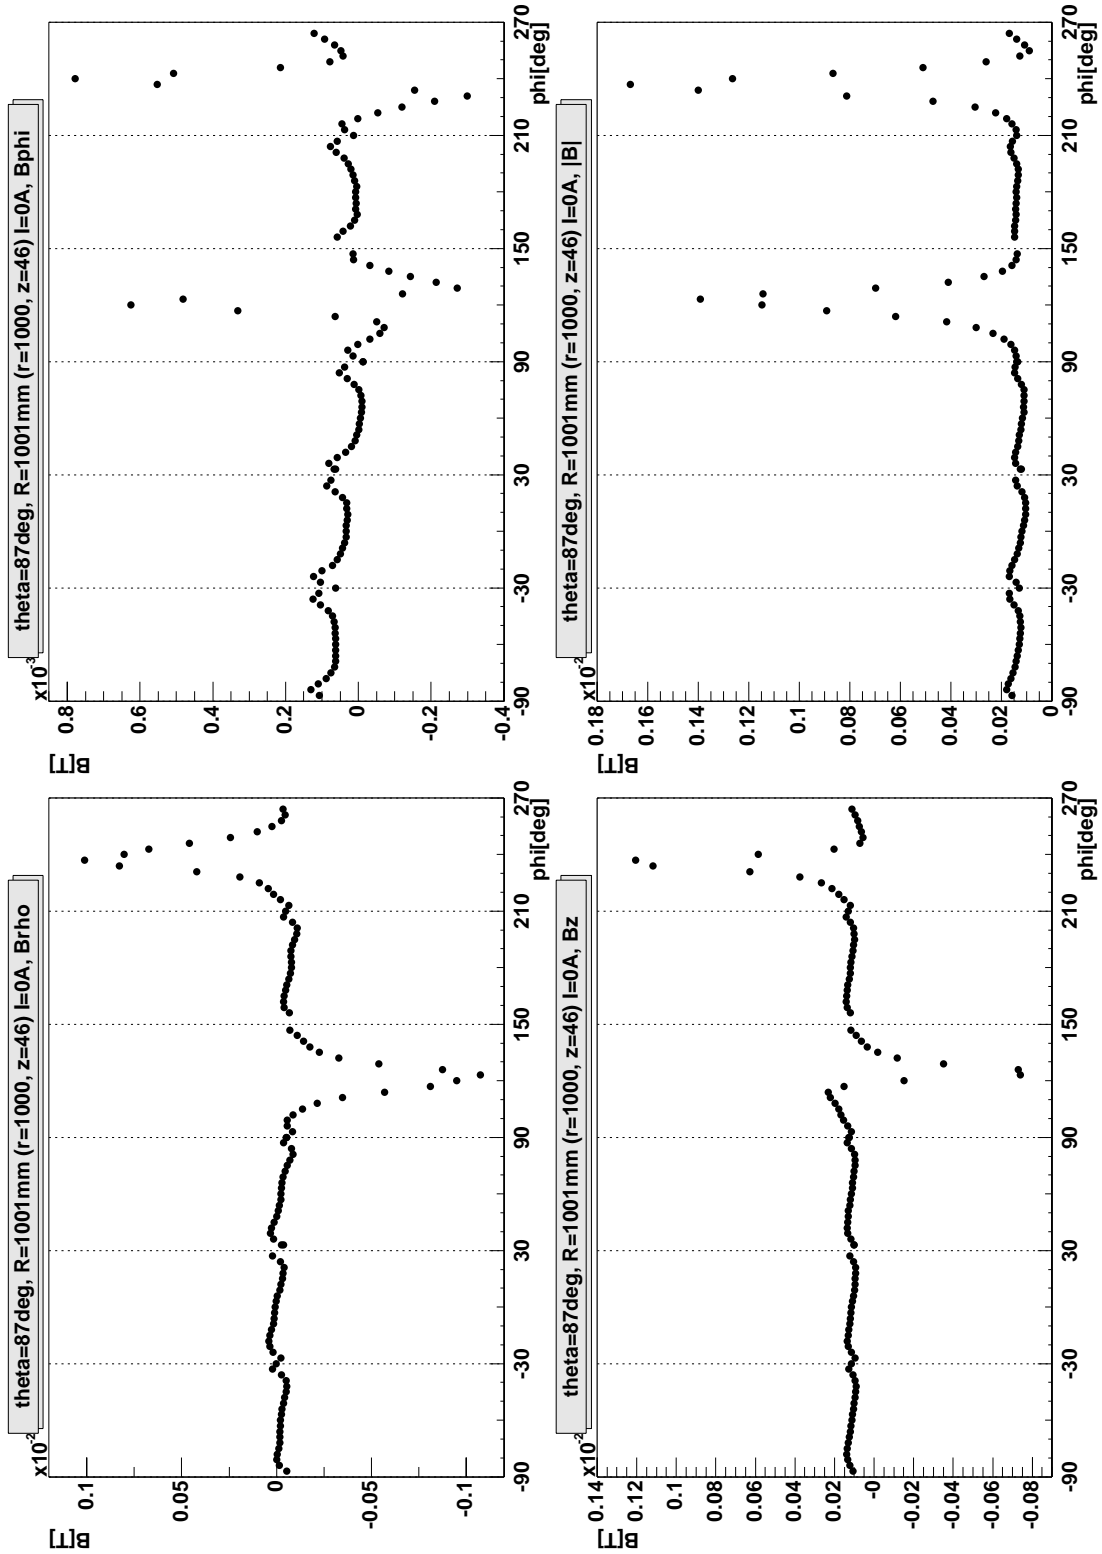 theta=87deg, R=1001mm (r=1000, z=46) I=0A, Brho
x10-2
B[T]
0.1
0.05
0
-0.05
-0.1
-90 -30 30 90 150 210 270
phi[deg]
theta=87deg, R=1001mm (r=1000, z=46) I=0A, Bphi
x10-3
B[T]
0.8
0.6
0.4
0.2
0
-0.2
-0.4
-90 -30 30 90 150 210 270
phi[deg]
theta=87deg, R=1001mm (r=1000, z=46) I=0A, Bz
x10-2
B[T]
0.14
0.12
0.1
0.08
0.06
0.04
0.02
-0
-0.02
-0.04
-0.06
-0.08
-90 -30 30 90 150 210 270
phi[deg]
theta=87deg, R=1001mm (r=1000, z=46) I=0A, |B|
x10-2
B[T]
0.18
0.16
0.14
0.12
0.1
0.08
0.06
0.04
0.02
0
-90 -30 30 90 150 210 270
phi[deg]